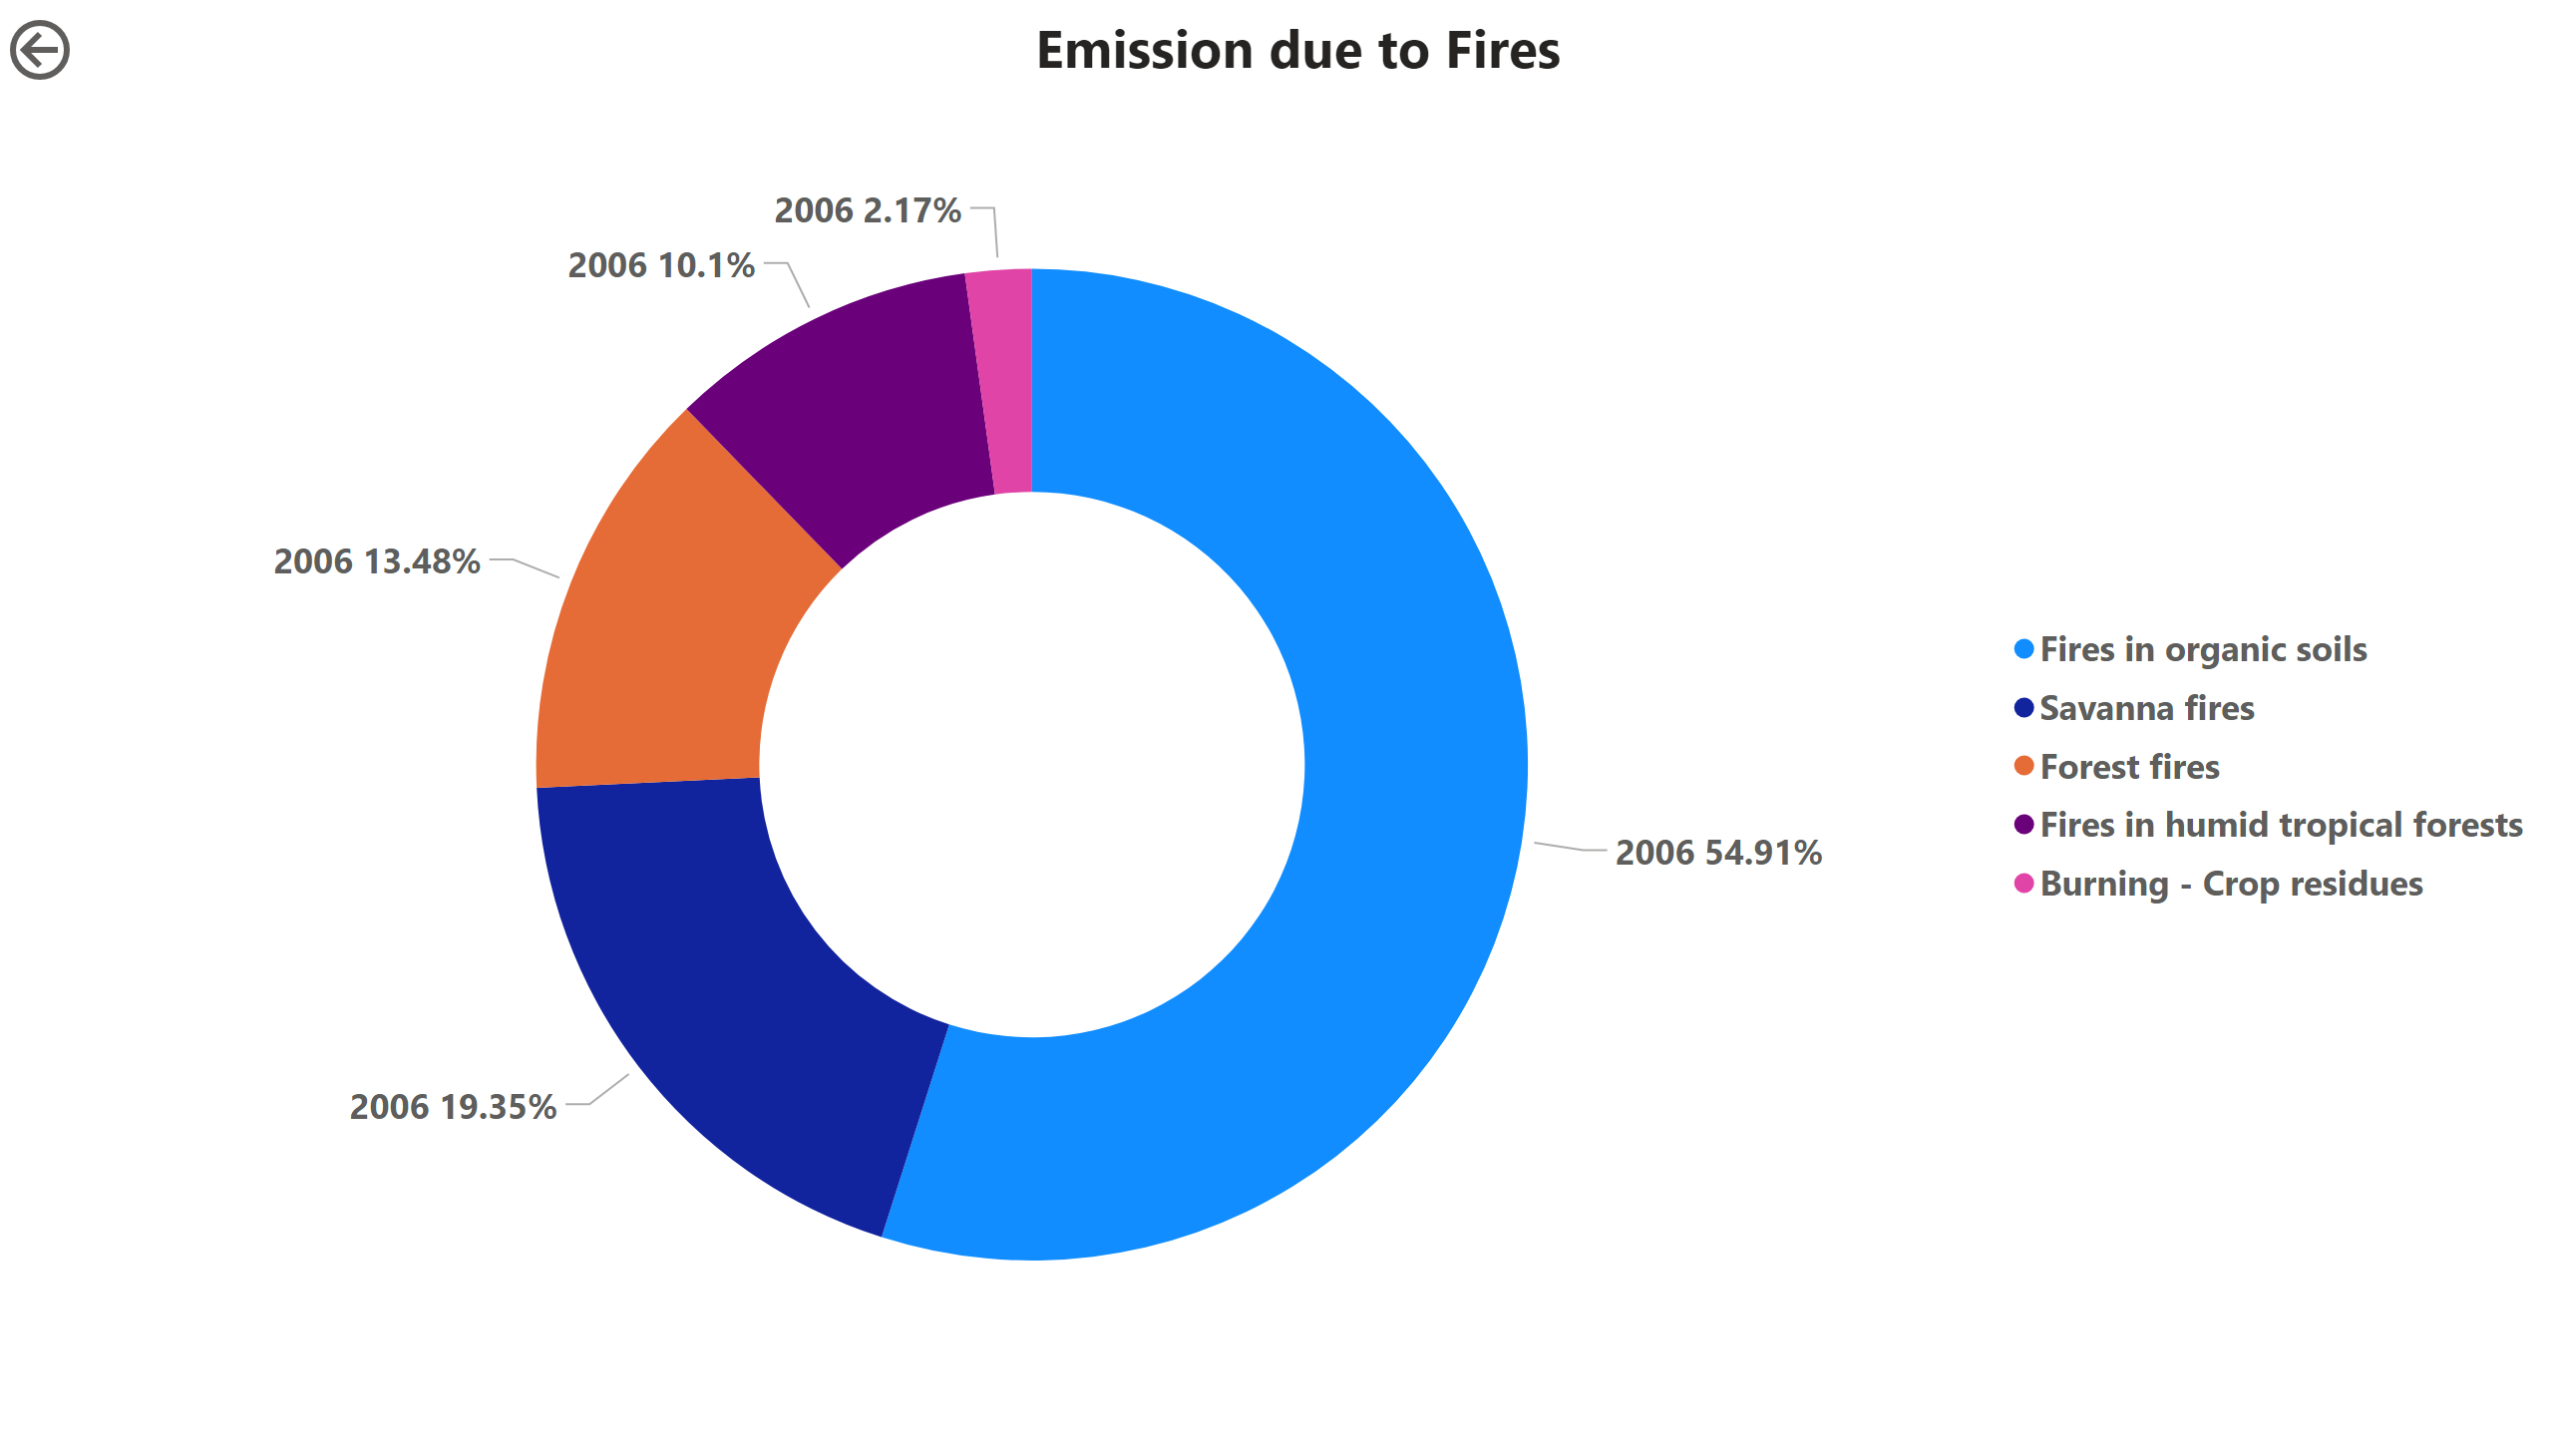 Emission due to Fires
2006 2.17%
2006 10.1%
2006 13.48%
2006 19.35%
2006 54.91%
Fires in organic soils
Savanna fires
Forest fires
Fires in humid tropical forests
Burning - Crop residues